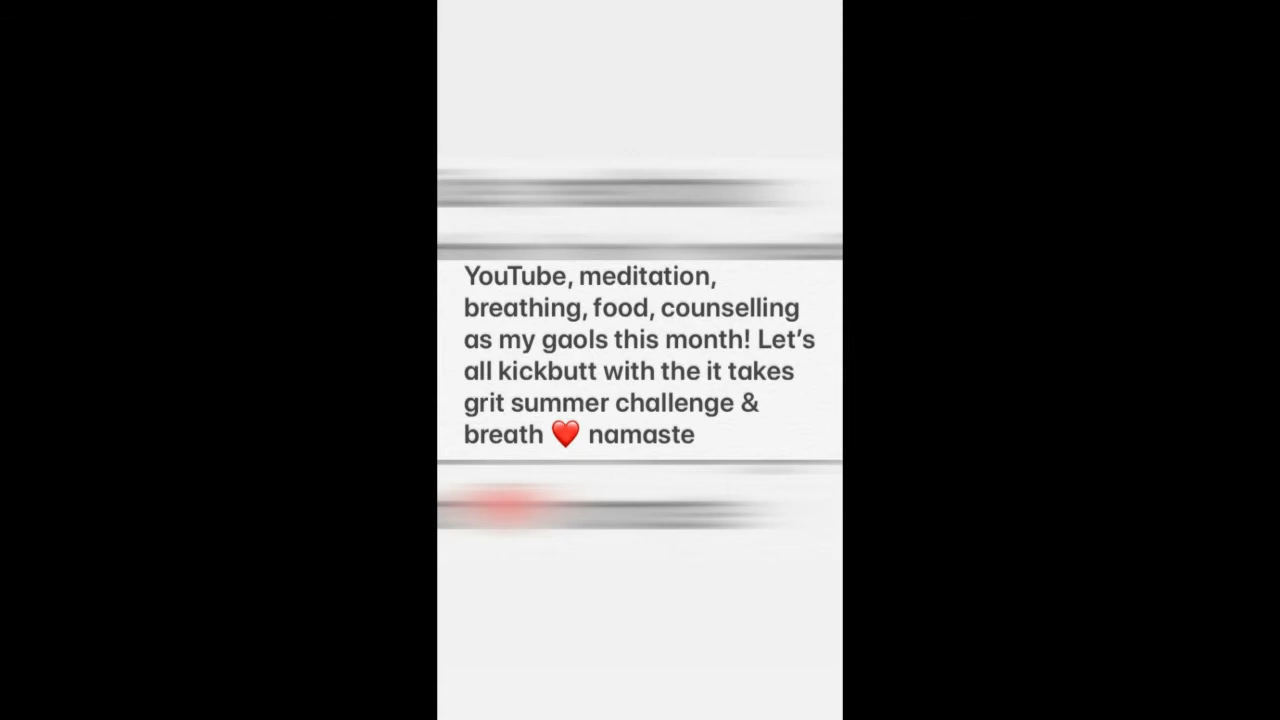 YouTube, meditation,
breathing, food, counselling
as my gaols this month! Let’s
all kickbutt with the it takes
grit summer challenge &
breath ❤️ namaste